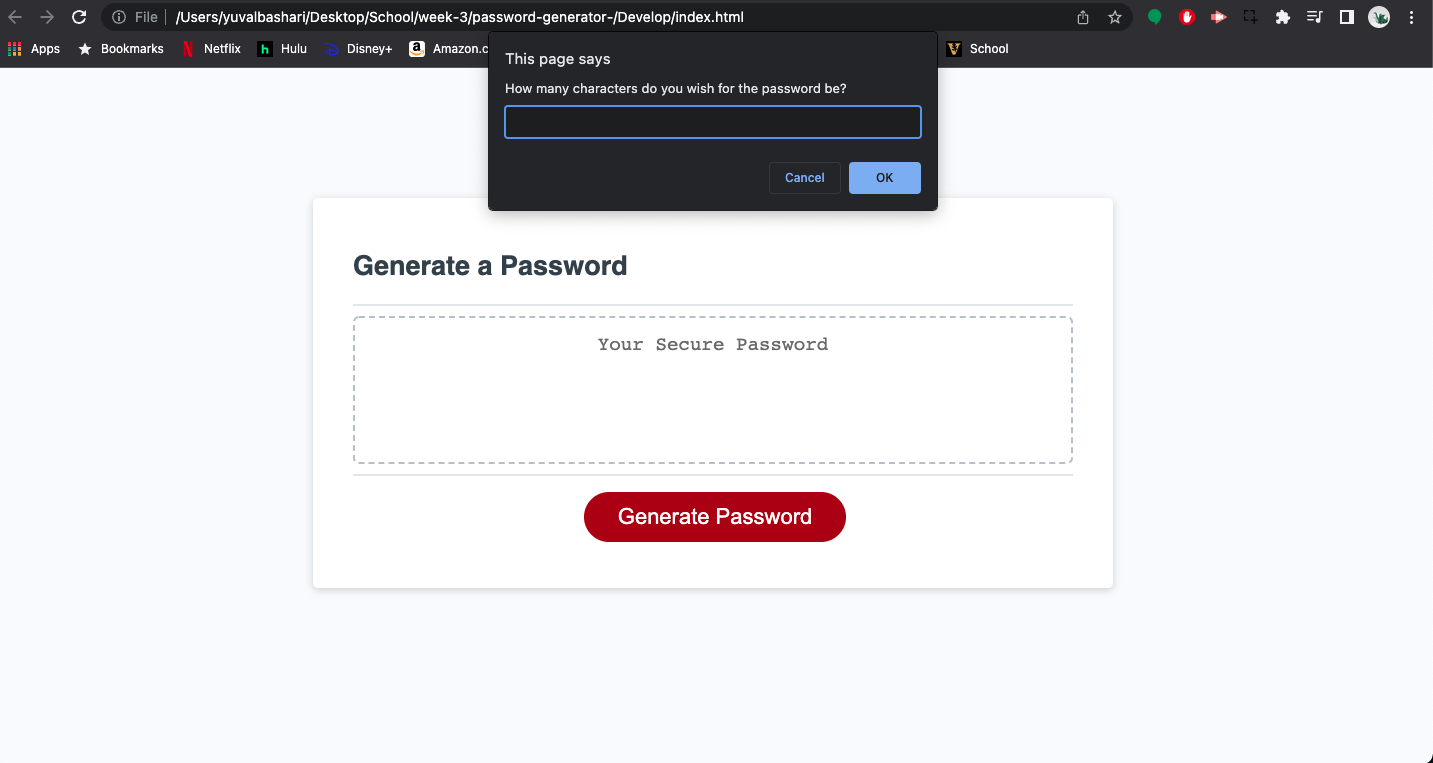 File /Users/yuvalbashari/Desktop/School/week-3/password-generator-/Develop/index.html
Apps Bookmarks Netflix Hulu Disney+ Amazon.c School
This page says
How many characters do you wish for the password be?
Cancel OK
Generate a Password
Your Secure Password
Generate Password